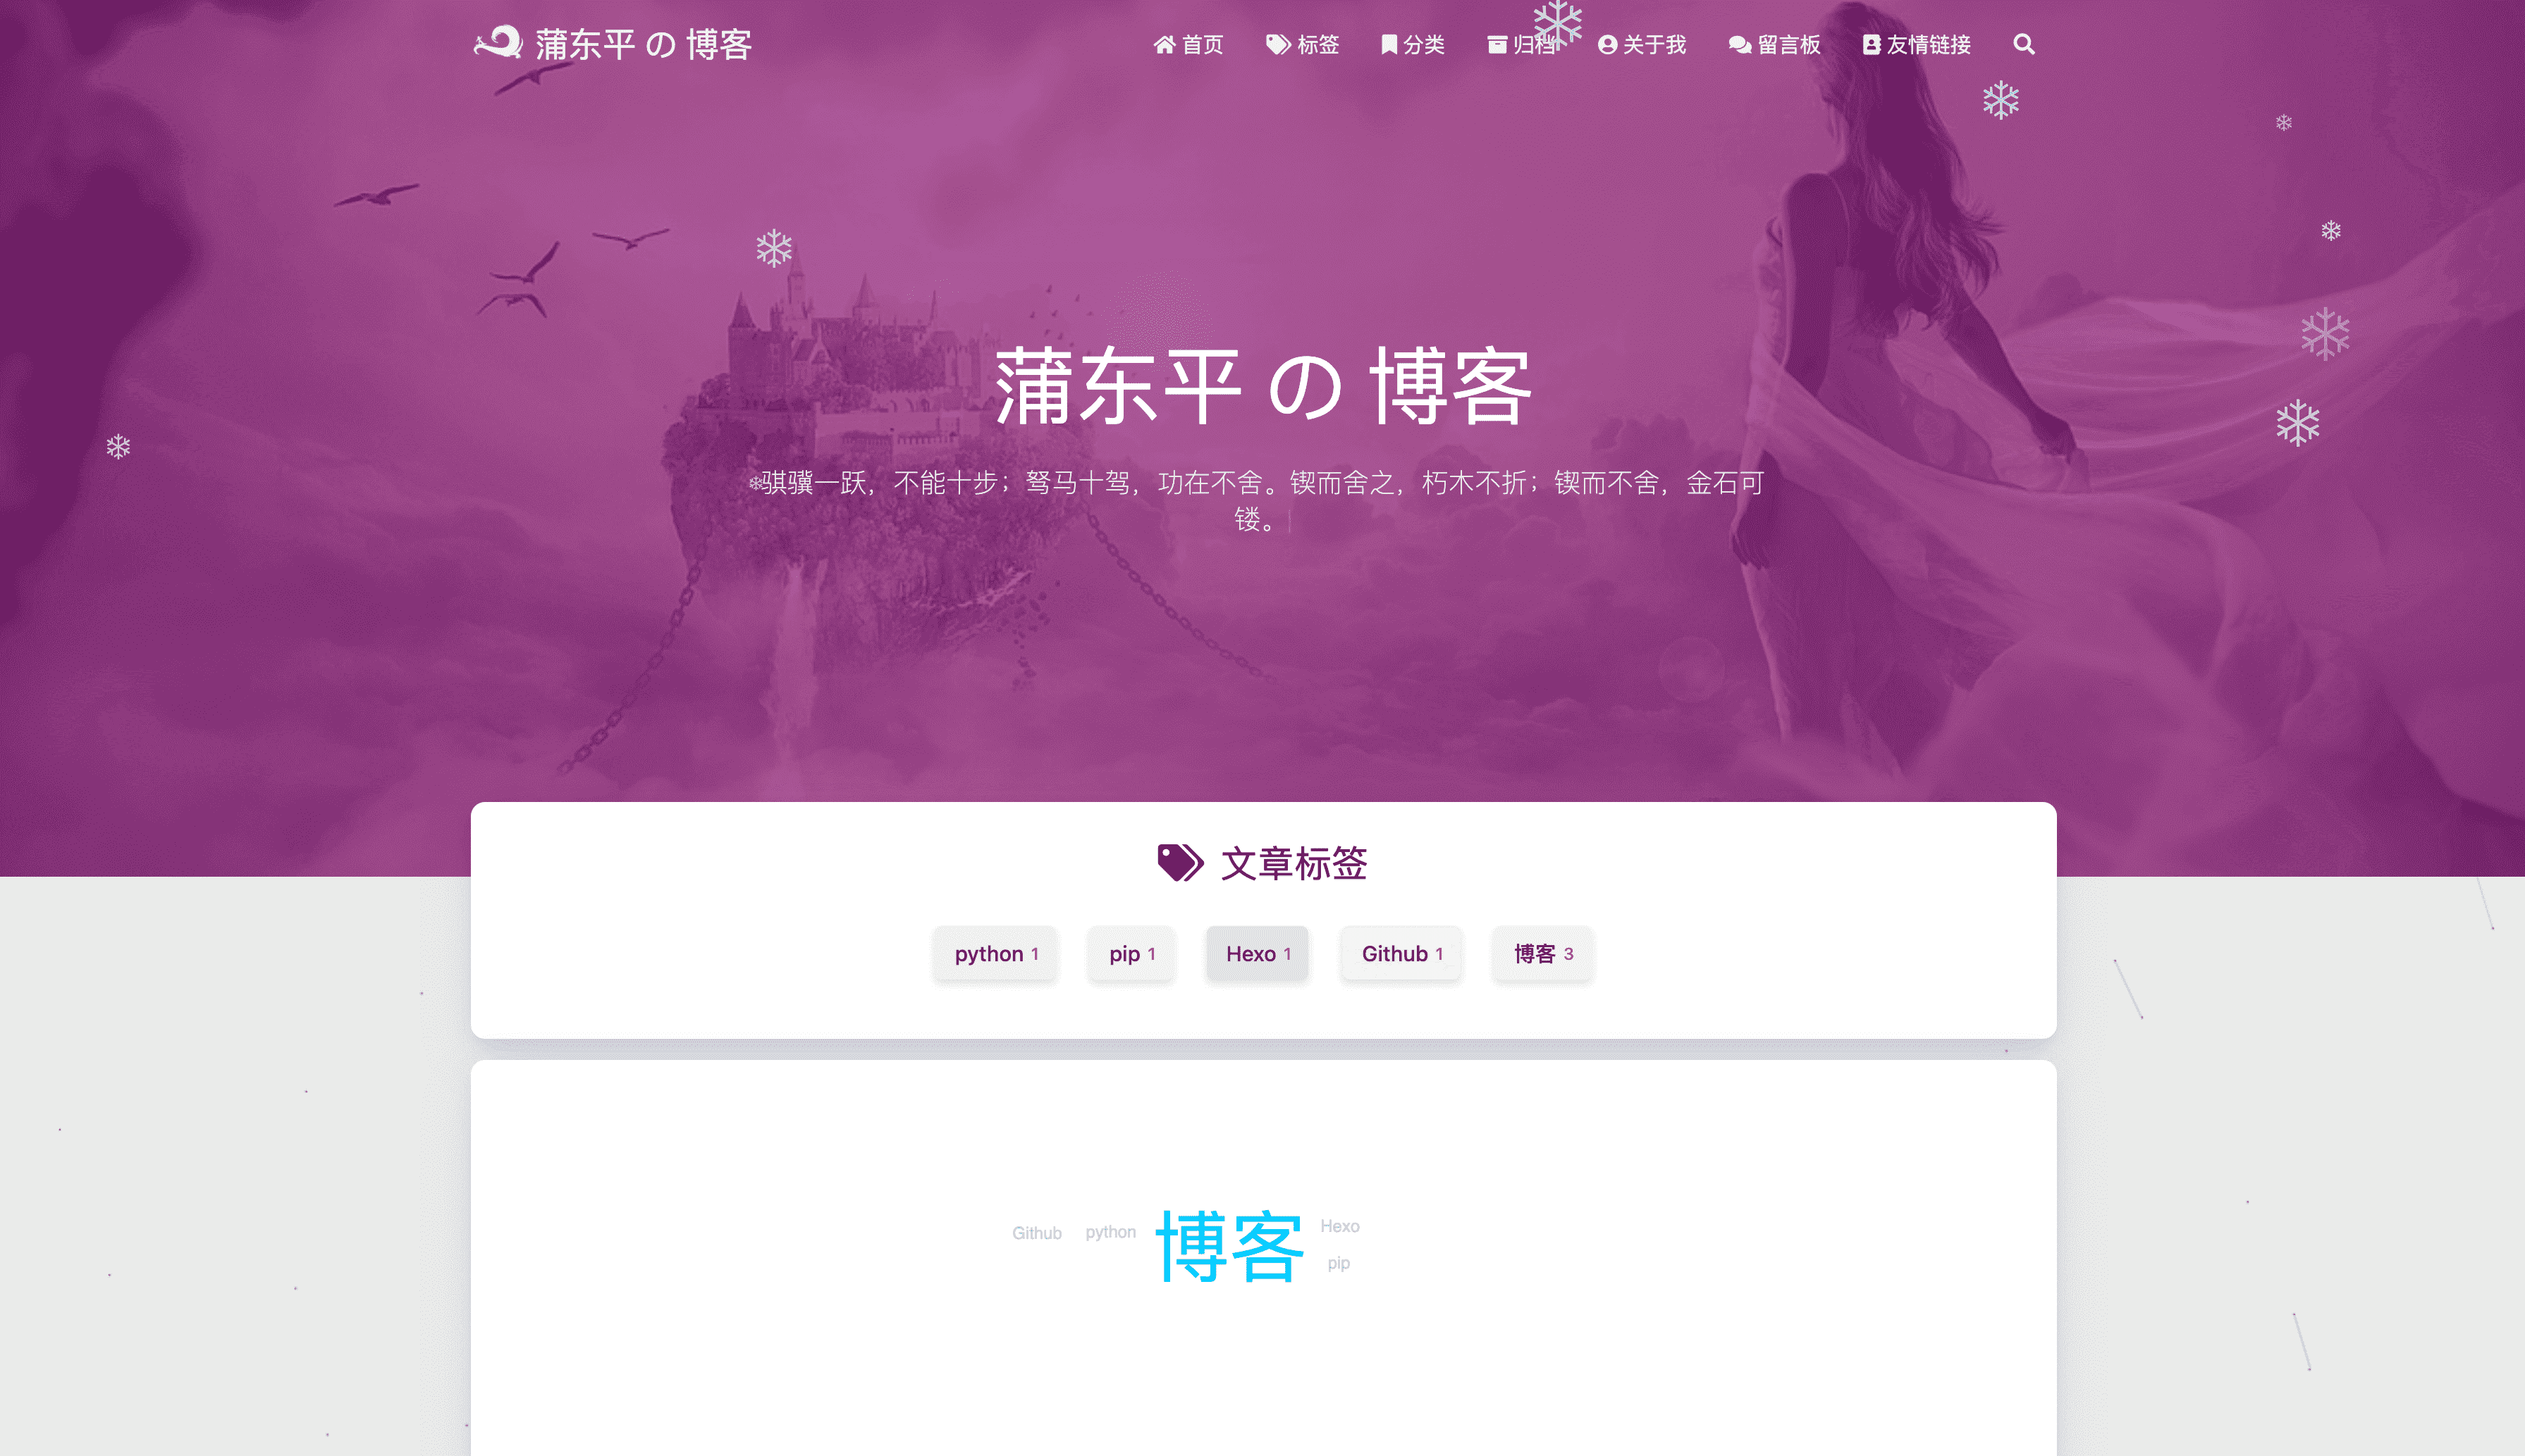 蒲东平 の 博客
首页 标签 分类 归档 关于我 留言板 友情链接
蒲东平 の 博客
骐骥一跃，不能十步；驽马十驾，功在不舍。锲而舍之，朽木不折；锲而不舍，金石可
镂。
文章标签
python 1 pip 1 Hexo 1 Github 1 博客 3
Github python 博客 Hexo
pip